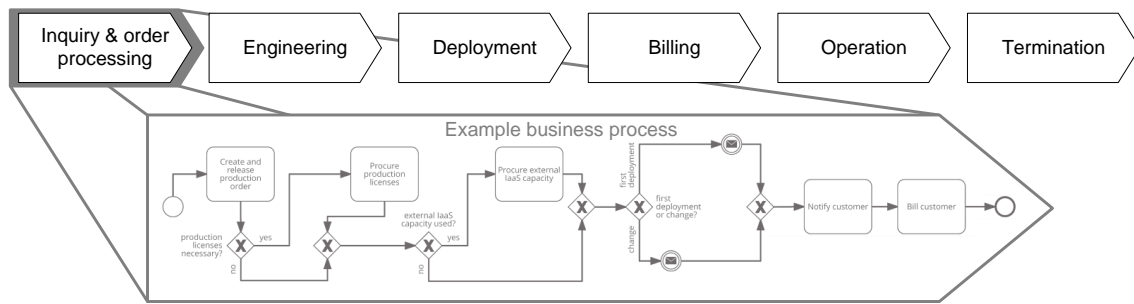 Inquiry & order
processing
Engineering
Deployment
Billing
Operation
Termination
Example business process
Create and
release
production
order
Procure
production
licenses
Procure external
IaaS capacity
first
deployment
production
licenses
necessary?
yes
no
external IaaS
capacity used?
yes
no
first
deployment
or change?
change
Notify customer
Bill customer